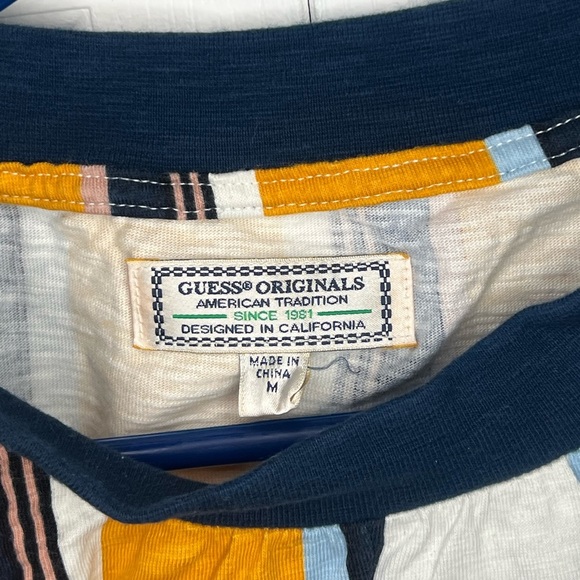 GUESS® ORIGINALS
AMERICAN TRADITION
SINCE 1981
DESIGNED IN CALIFORNIA
MADE IN
CHINA
M